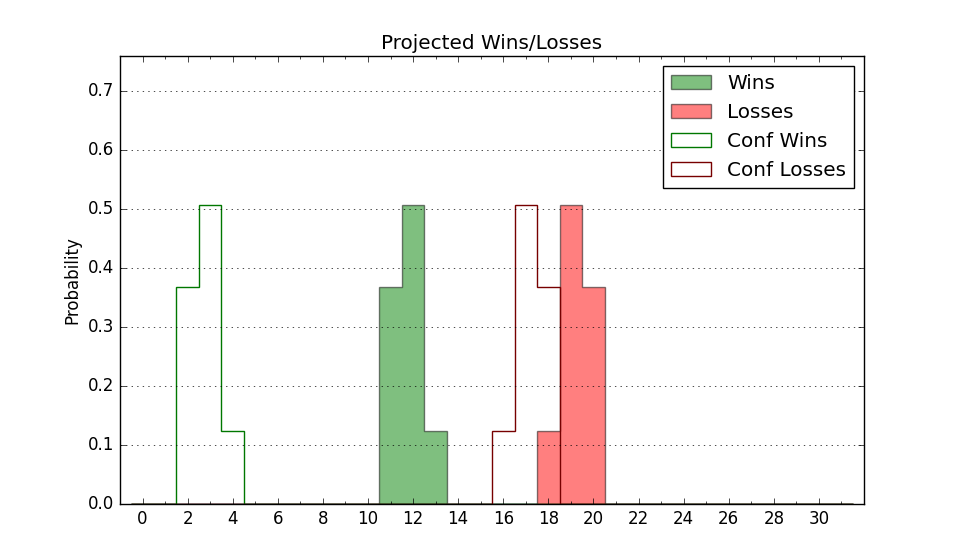 Projected Wins/Losses
Wins
Losses
Conf Wins
Conf Losses
Probability
0.7
0.6
0.5
0.4
0.3
0.2
0.1
0.0
0 2 4 6 8 10 12 14 16 18 20 22 24 26 28 30